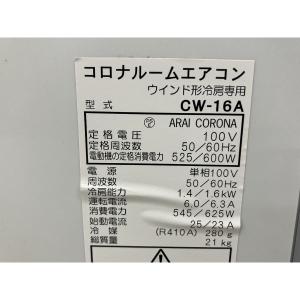 コロナルームエアコン
ウインド形冷房専用
型式 CW-16A
ARAI CORONA
定格電圧 100V
定格周波数 50/60Hz
電動機の定格消費電力 525/600W
電源 単相100V
周波数 50/60Hz
冷房能力 1.4/1.6kW
運転電流 6.0/6.3A
消費電力 545/625W
始動電流 25/23A
冷媒 (R410A) 280g
総質量 21kg